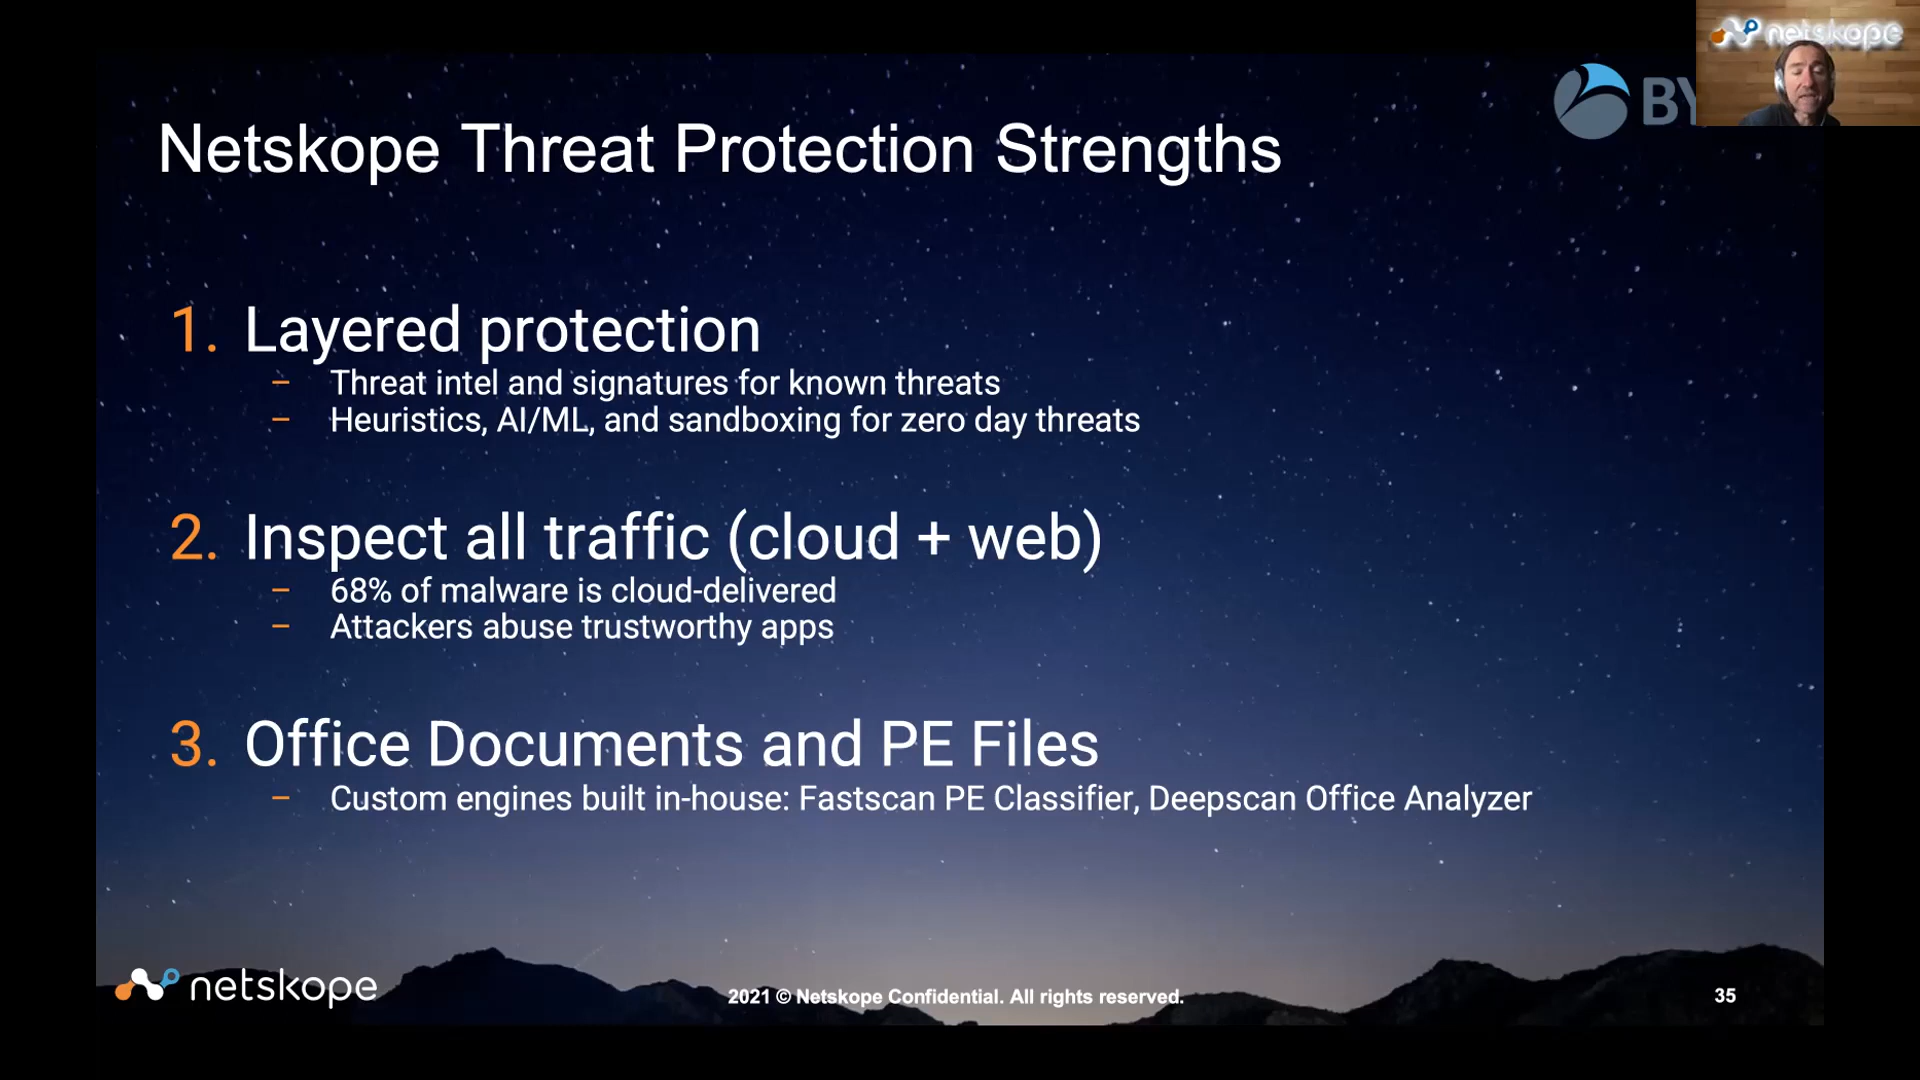 netskope
BY
Netskope Threat Protection Strengths
1. Layered protection
– Threat intel and signatures for known threats
– Heuristics, AI/ML, and sandboxing for zero day threats
2. Inspect all traffic (cloud + web)
– 68% of malware is cloud-delivered
– Attackers abuse trustworthy apps
3. Office Documents and PE Files
– Custom engines built in-house: Fastscan PE Classifier, Deepscan Office Analyzer
netskope
2021 © Netskope Confidential. All rights reserved.
35